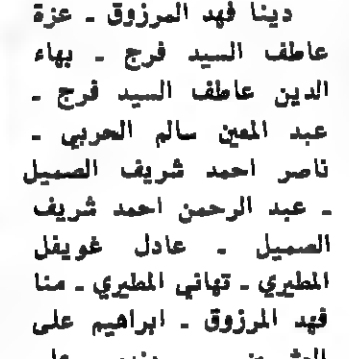 دينا فهد المرزوق ـ عزة
عاطف السيد فرج ـ بهاء
الدين عاطف السيد فرج ـ
عبد المعين سالم الحربي ـ
ناصر احمد شريف الصميل
ـ عبد الرحمن احمد شريف
الصميل ـ عادل غويفل
المطيري ـ تهاني المطيري ـ منا
فهد المرزوق ـ ابراهيم على